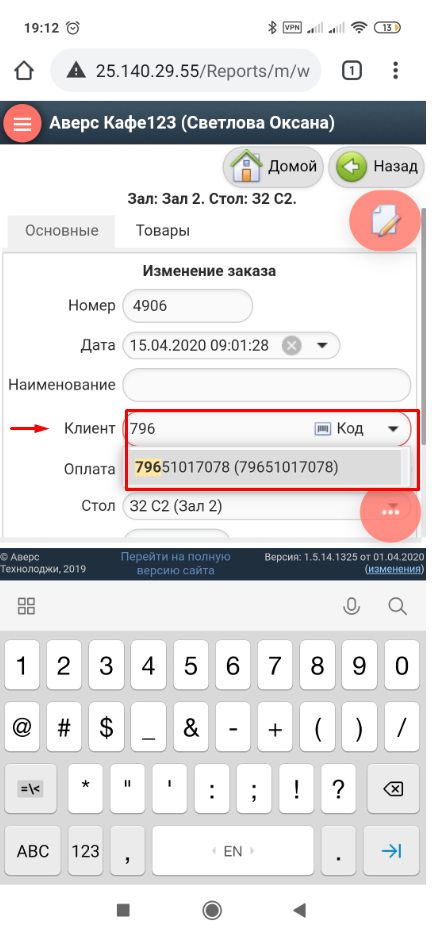 19:12 VPN 13
25.140.29.55/Reports/m/w 1
Аверс Кафе123 (Светлова Оксана)
Домой Назад
Зал: Зал 2. Стол: 32 С2.
Основные Товары
Изменение заказа
Номер 4906
Дата 15.04.2020 09:01:28
Наименование
Клиент 796 Код
79651017078 (79651017078)
Оплата
Стол 32 С2 (Зал 2)
© Аверс Перейти на полную Версия: 1.5.14.1325 от 01.04.2020
Технолоджи, 2019 версию сайта (изменения)
1 2 3 4 5 6 7 8 9 0
@ # $ _ & - + ( ) /
=\< * " ' : ; ! ?
ABC 123 , EN .